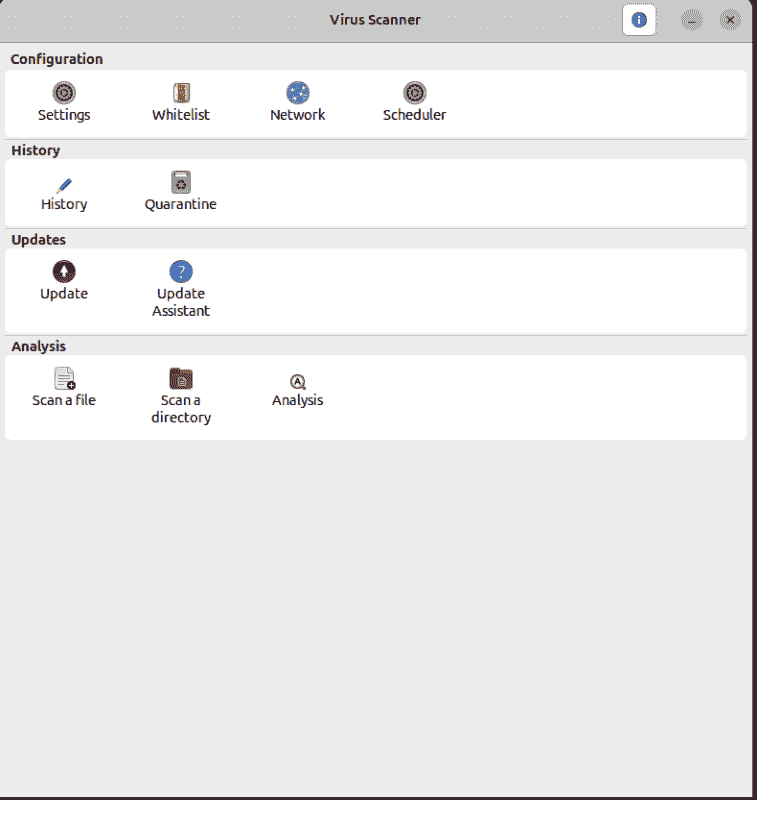 Virus Scanner
Configuration
Settings Whitelist Network Scheduler
History
History Quarantine
Updates
Update Update
Assistant
Analysis
Scan a file Scan a Analysis
directory